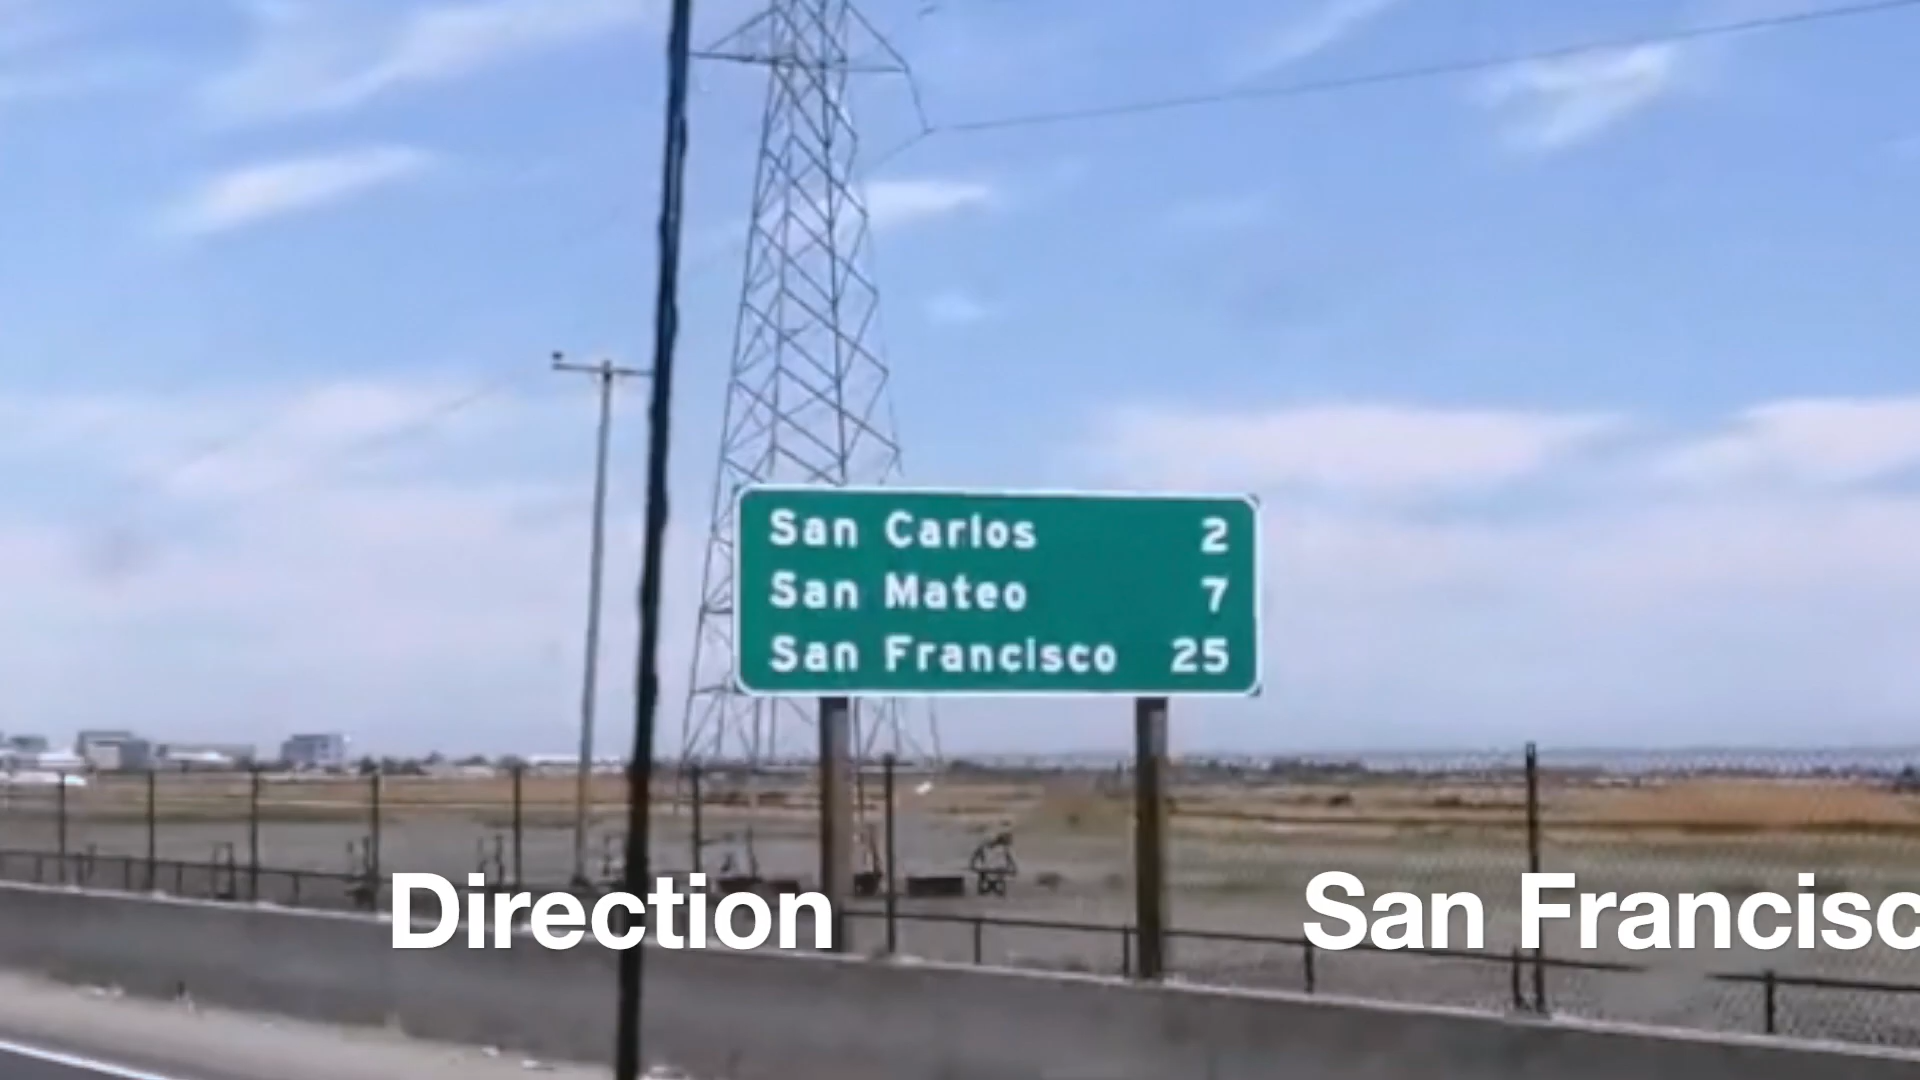 San Carlos 2
San Mateo 7
San Francisco 25
Direction San Francisc